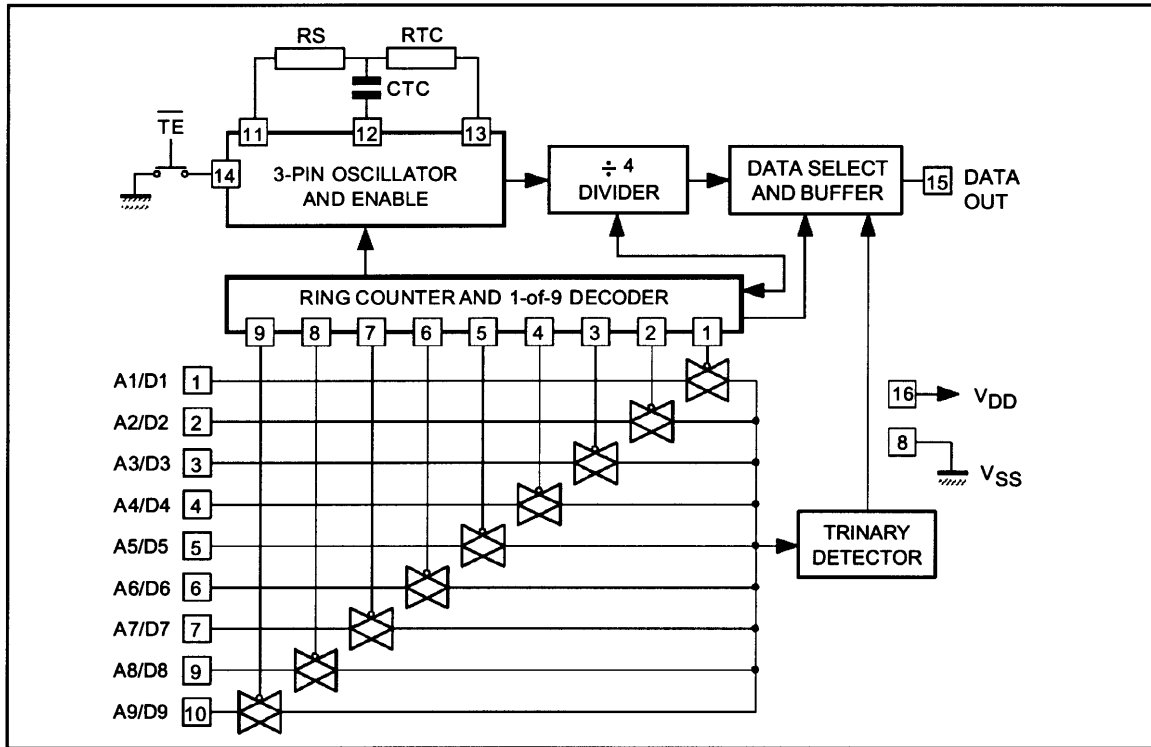 RS
RTC
CTC
TE
11
12
13
14
3-PIN OSCILLATOR
AND ENABLE
÷ 4
DIVIDER
DATA SELECT
AND BUFFER
15
DATA
OUT
RING COUNTER AND 1-of-9 DECODER
9 8 7 6 5 4 3 2 1
A1/D1 1
A2/D2 2
A3/D3 3
A4/D4 4
A5/D5 5
A6/D6 6
A7/D7 7
A8/D8 9
A9/D9 10
16 VDD
8 VSS
TRINARY
DETECTOR